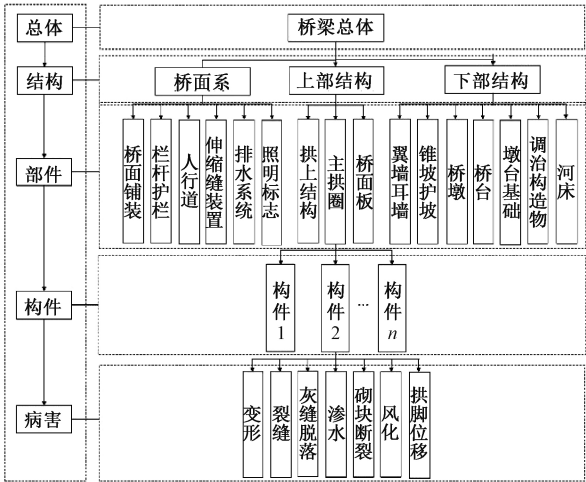 总体
桥梁总体
结构
桥面系
上部结构
下部结构
部件
桥面铺装
栏杆护栏
人行道
伸缩缝装置
排水系统
照明标志
拱上结构
主拱圈
桥面板
翼墙耳墙
锥坡护坡
桥墩
桥台
墩台基础
调治构造物
河床
构件
构件1
构件2
...
构件n
病害
变形
裂缝
灰缝脱落
渗水
砌块断裂
风化
拱脚位移